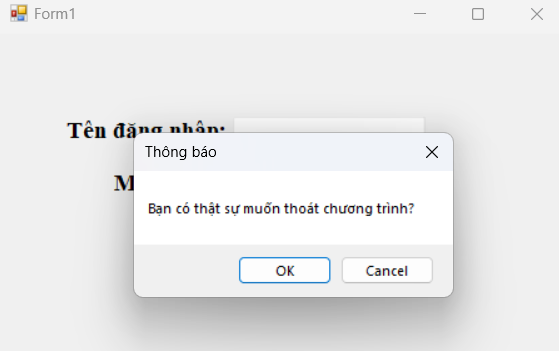 Form1
Tên đăng nhập:
Thông báo
Bạn có thật sự muốn thoát chương trình?
OK
Cancel